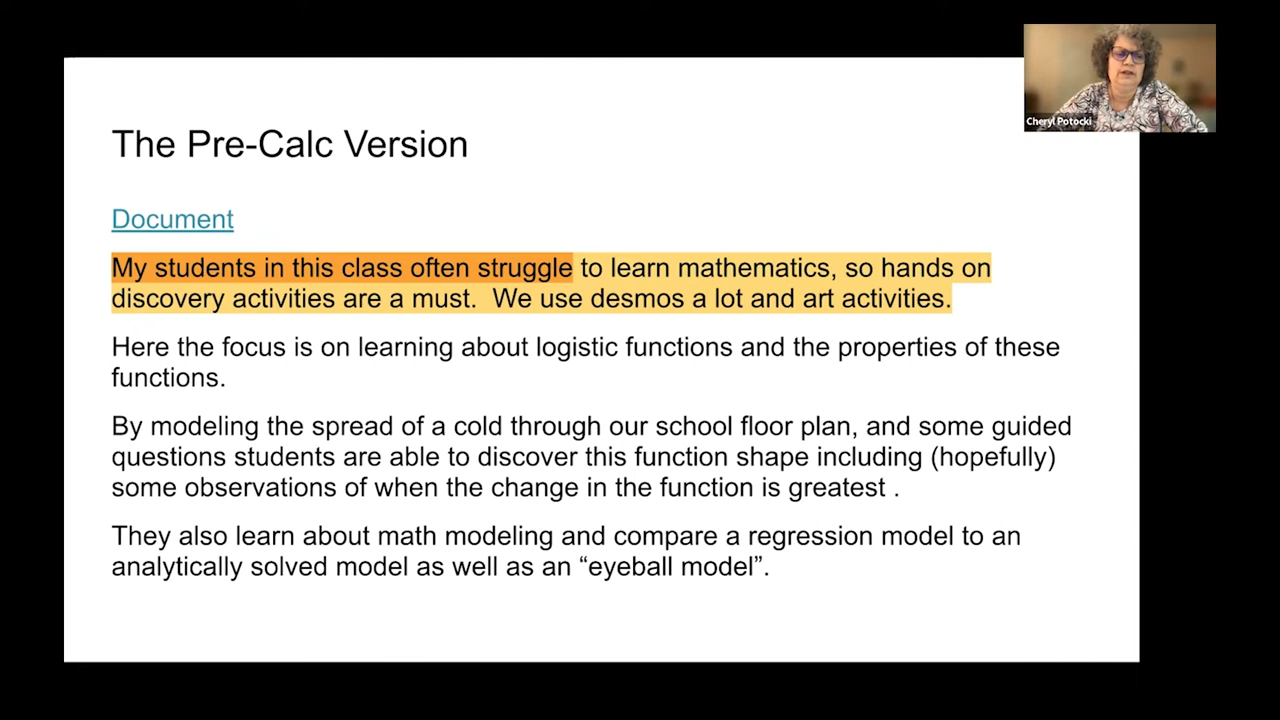 The Pre-Calc Version
Document
My students in this class often struggle to learn mathematics, so hands on
discovery activities are a must.  We use desmos a lot and art activities.
Here the focus is on learning about logistic functions and the properties of these
functions.
By modeling the spread of a cold through our school floor plan, and some guided
questions students are able to discover this function shape including (hopefully)
some observations of when the change in the function is greatest .
They also learn about math modeling and compare a regression model to an
analytically solved model as well as an “eyeball model”.
Cheryl Potocki